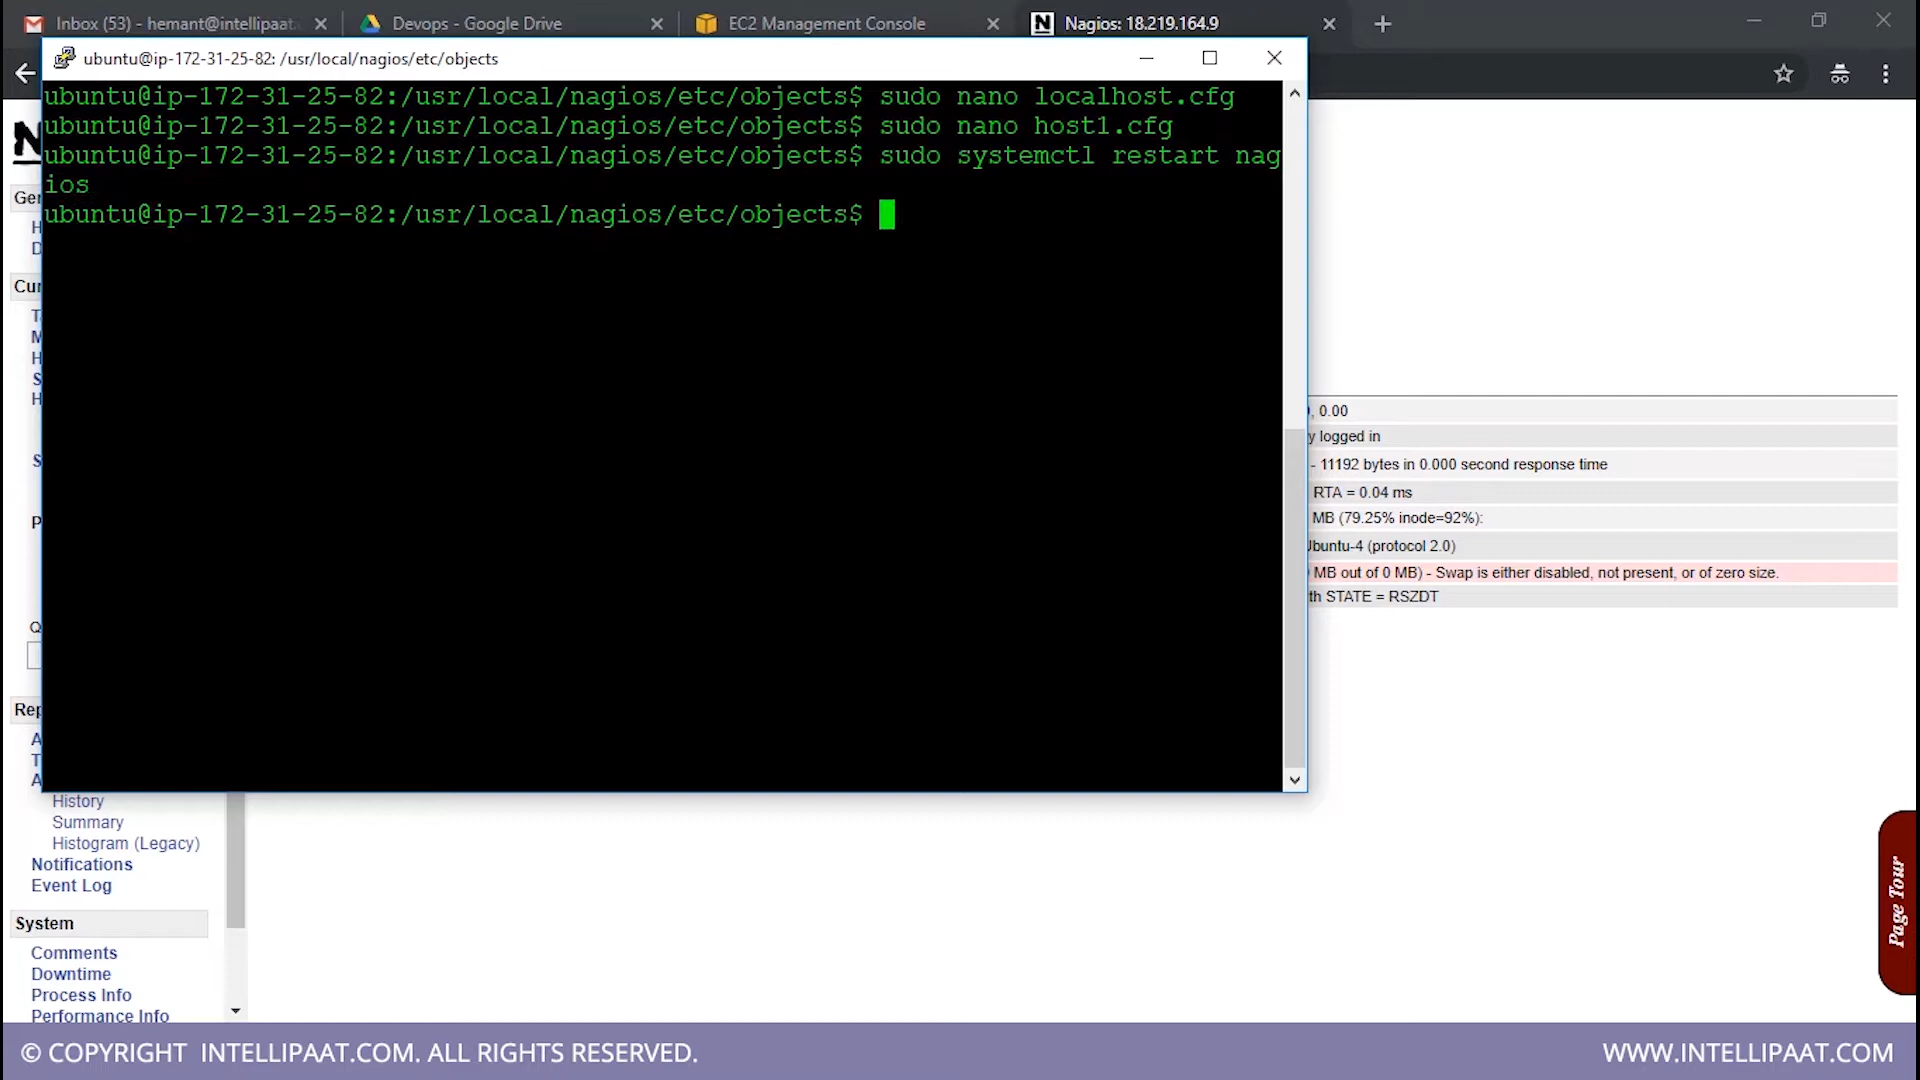 Inbox (53) - hemant@intellipaat.
Devops - Google Drive
EC2 Management Console
Nagios: 18.219.164.9
ubuntu@ip-172-31-25-82: /usr/local/nagios/etc/objects
ubuntu@ip-172-31-25-82:/usr/local/nagios/etc/objects$ sudo nano localhost.cfg
ubuntu@ip-172-31-25-82:/usr/local/nagios/etc/objects$ sudo nano host1.cfg
ubuntu@ip-172-31-25-82:/usr/local/nagios/etc/objects$ sudo systemctl restart nag
ios
ubuntu@ip-172-31-25-82:/usr/local/nagios/etc/objects$
, 0.00
y logged in
- 11192 bytes in 0.000 second response time
RTA = 0.04 ms
MB (79.25% inode=92%):
Ubuntu-4 (protocol 2.0)
MB out of 0 MB) - Swap is either disabled, not present, or of zero size.
th STATE = RSZDT
History
Summary
Histogram (Legacy)
Notifications
Event Log
System
Comments
Downtime
Process Info
Performance Info
Page Tour
© COPYRIGHT INTELLIPAAT.COM. ALL RIGHTS RESERVED.
WWW.INTELLIPAAT.COM